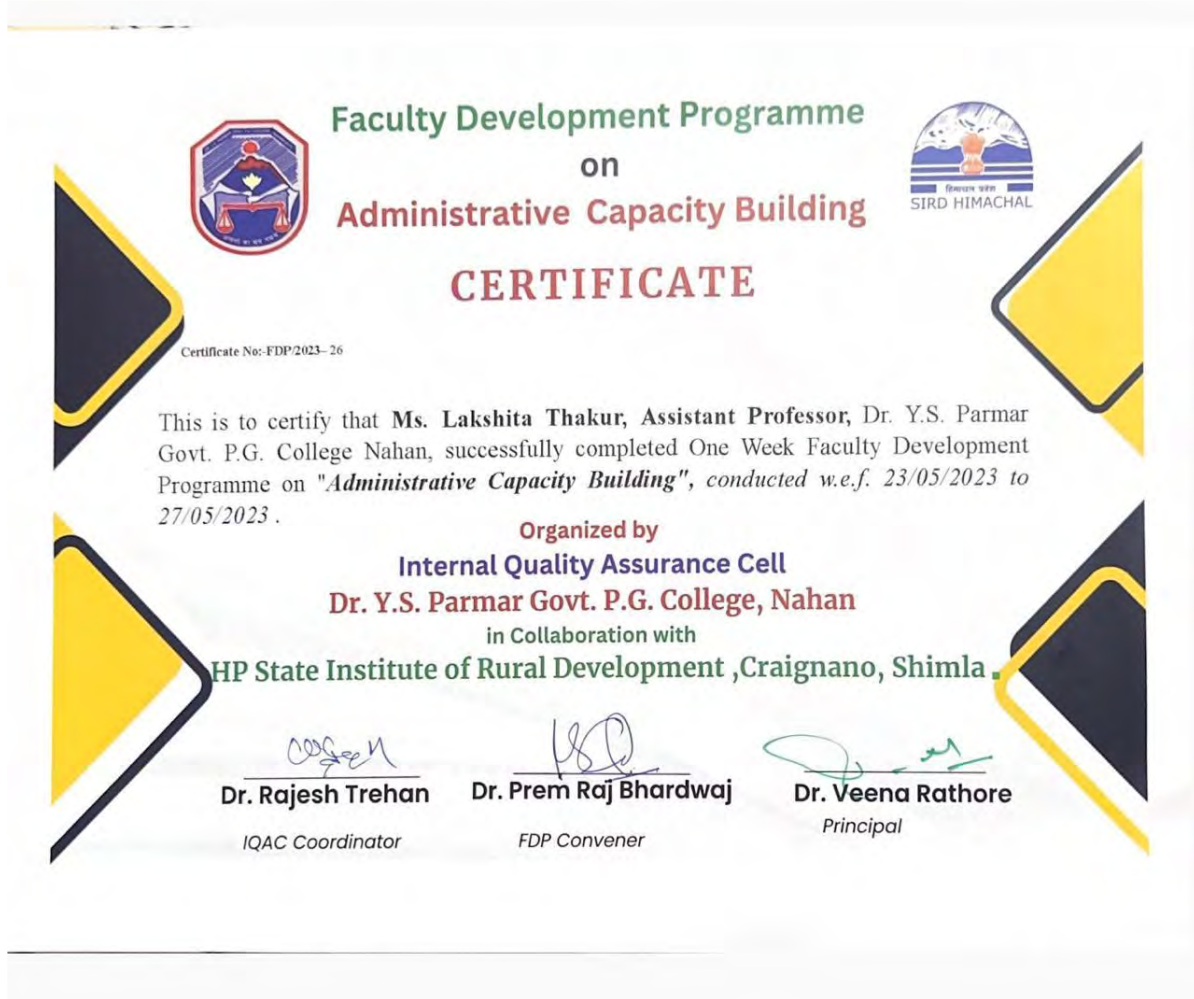 Faculty Development Programme
on
Administrative Capacity Building
CERTIFICATE
हिमाचल प्रदेश
SIRD HIMACHAL
Certificate No:-FDP/2023-26
This is to certify that Ms. Lakshita Thakur, Assistant Professor, Dr. Y.S. Parmar
Govt. P.G. College Nahan, successfully completed One Week Faculty Development
Programme on "Administrative Capacity Building", conducted w.e.f. 23/05/2023 to
27/05/2023 .
Organized by
Internal Quality Assurance Cell
Dr. Y.S. Parmar Govt. P.G. College, Nahan
in Collaboration with
HP State Institute of Rural Development ,Craignano, Shimla .
Dr. Rajesh Trehan
IQAC Coordinator
Dr. Prem Raj Bhardwaj
FDP Convener
Dr. Veena Rathore
Principal